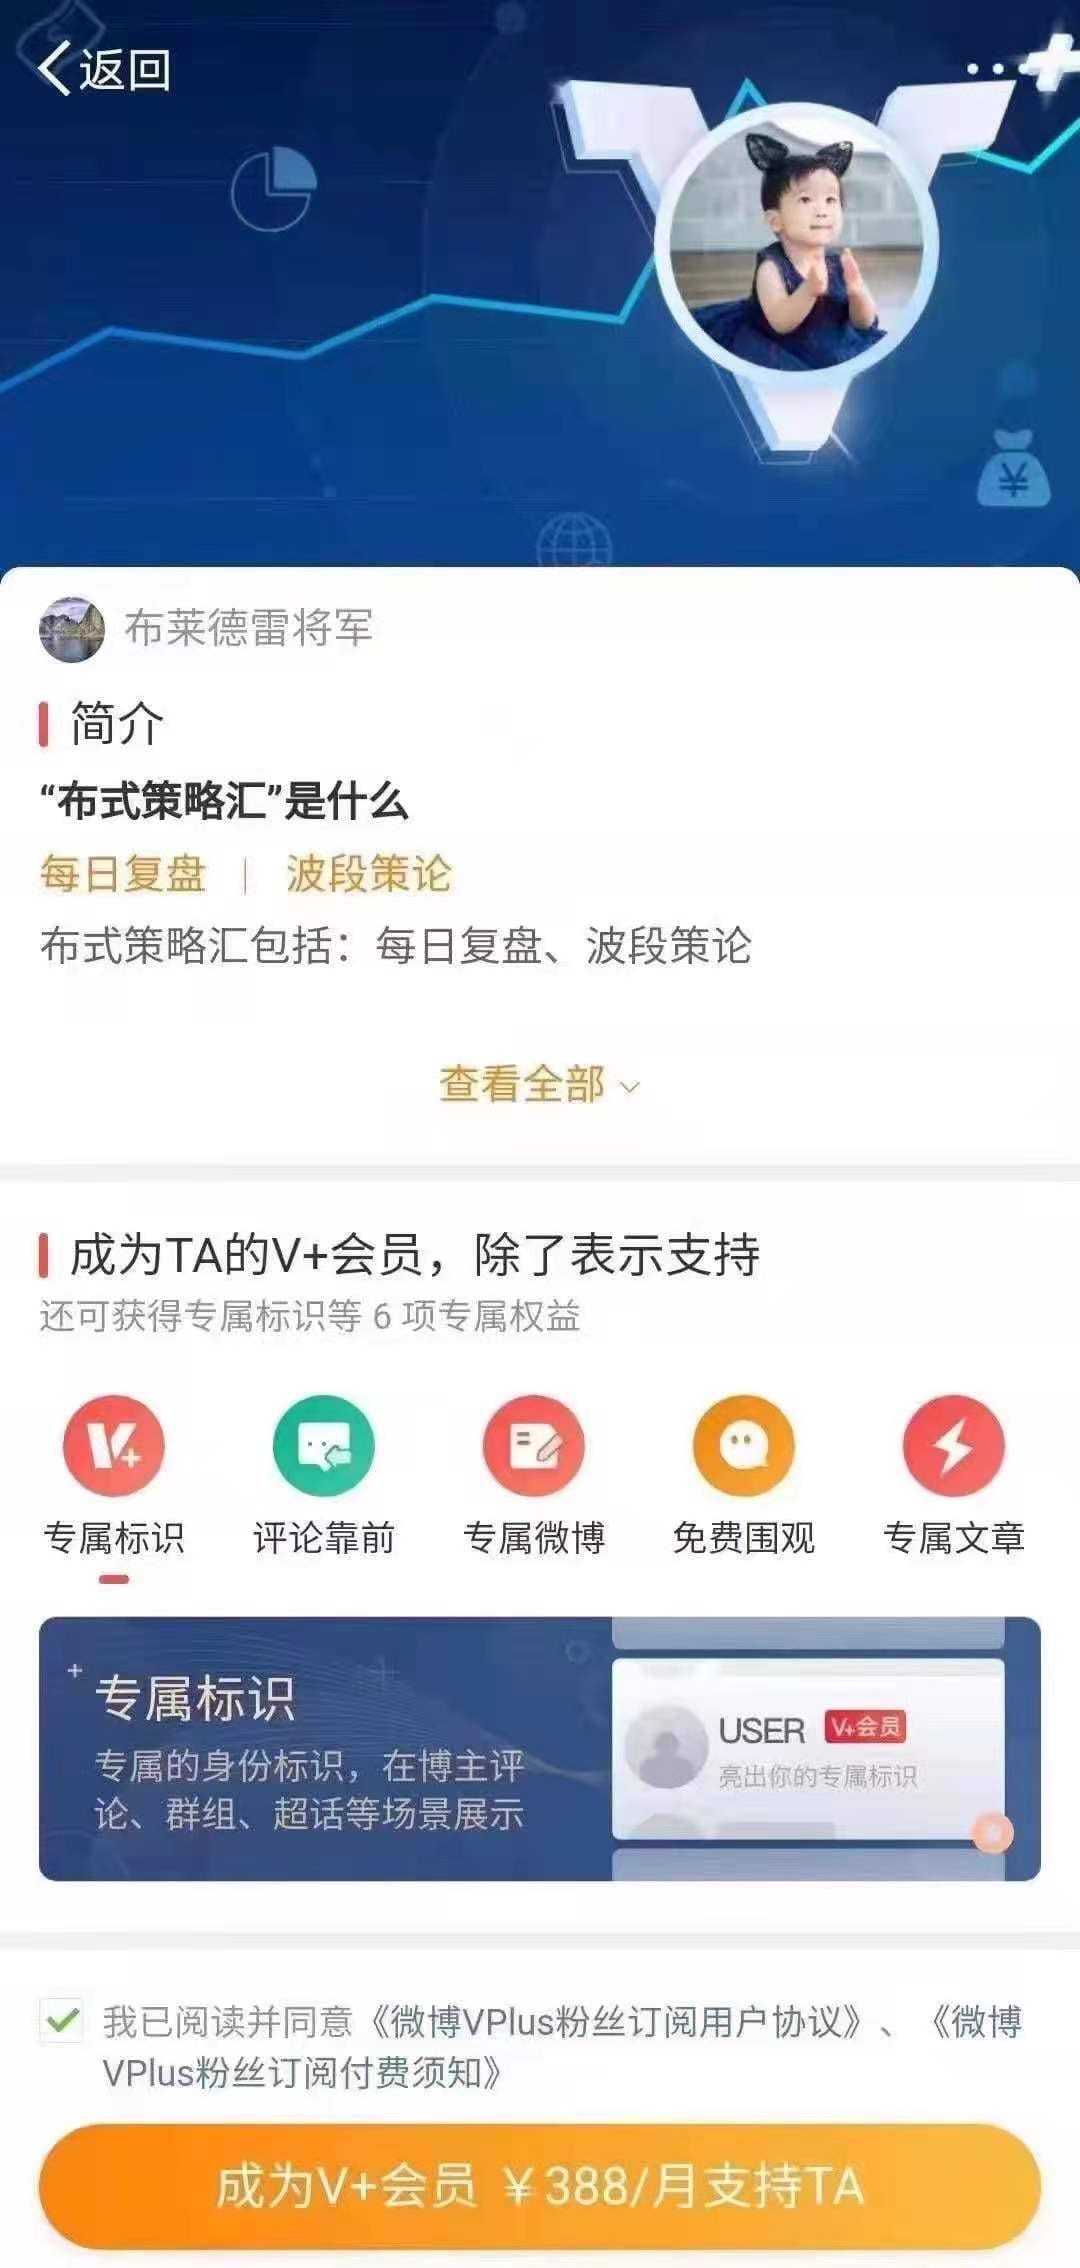 返回
布莱德雷将军
简介
“布式策略汇”是什么
每日复盘 | 波段策论
布式策略汇包括：每日复盘、波段策论
查看全部
成为TA的V+会员，除了表示支持
还可获得专属标识等 6 项专属权益
专属标识 评论靠前 专属微博 免费围观 专属文章
专属标识
专属的身份标识，在博主评
论、群组、超话等场景展示
USER V+会员
亮出你的专属标识
我已阅读并同意《微博VPlus粉丝订阅用户协议》、《微博
VPlus粉丝订阅付费须知》
成为V+会员 ￥388/月支持TA